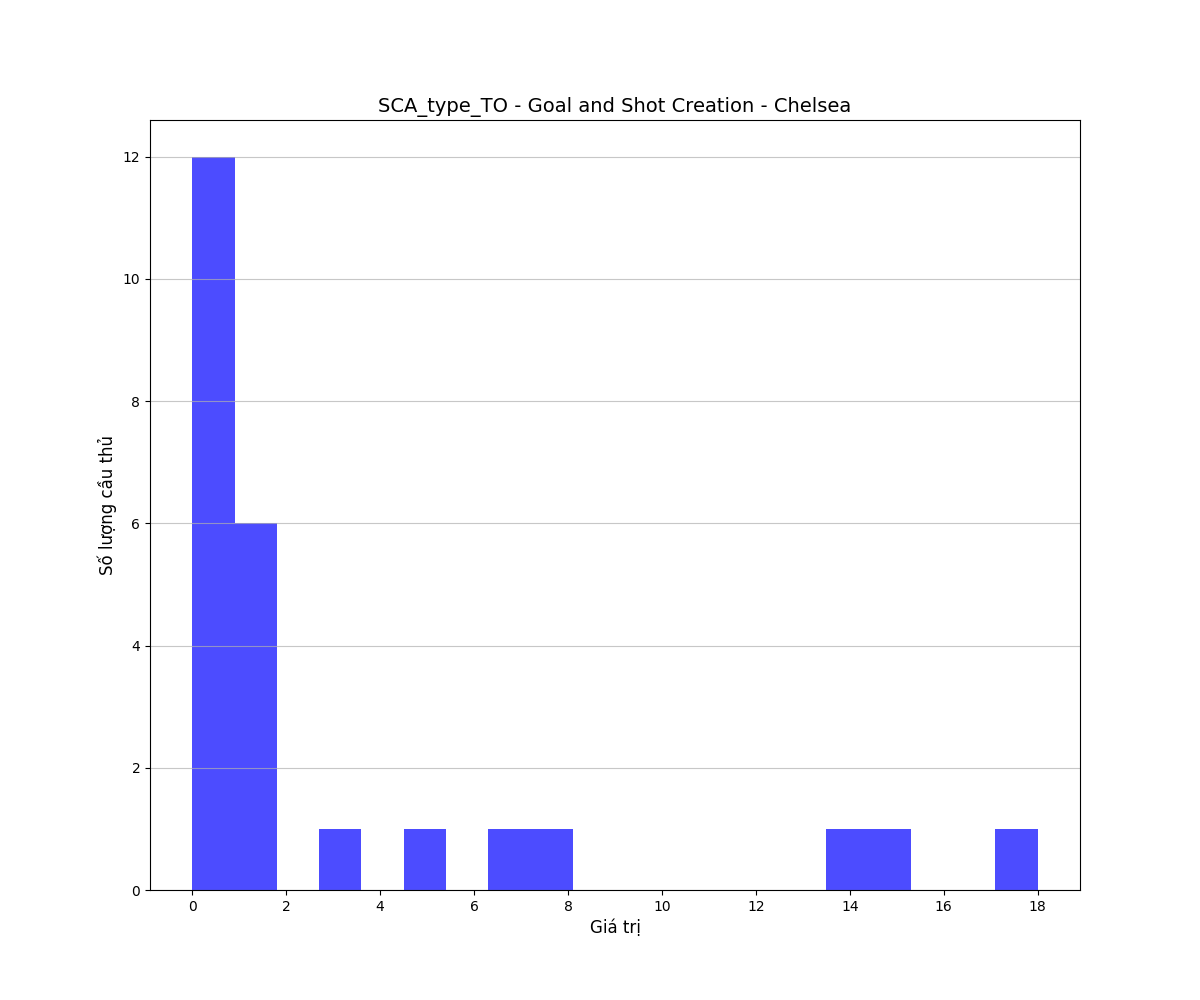 SCA_type_TO - Goal and Shot Creation - Chelsea
12
10
8
6
4
2
0
Số lượng cầu thủ
0 2 4 6 8 10 12 14 16 18
Giá trị